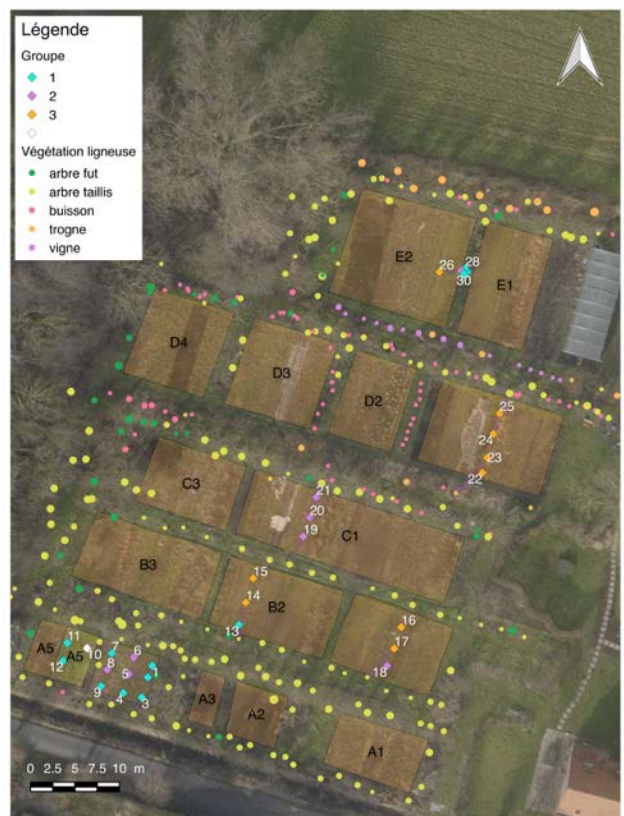 Légende
Groupe
1
2
3
Végétation ligneuse
arbre fut
arbre taillis
buisson
trogne
vigne
E2
26
28
30
E1
D4
D3
D2
25
24
23
22
C3
21
20
19
C1
B3
15
14
B2
13
16
17
18
11
A5
A5
10
12
7
6
8
5
1
9
4
3
A3
A2
A1
0 2.5 5 7.5 10 m